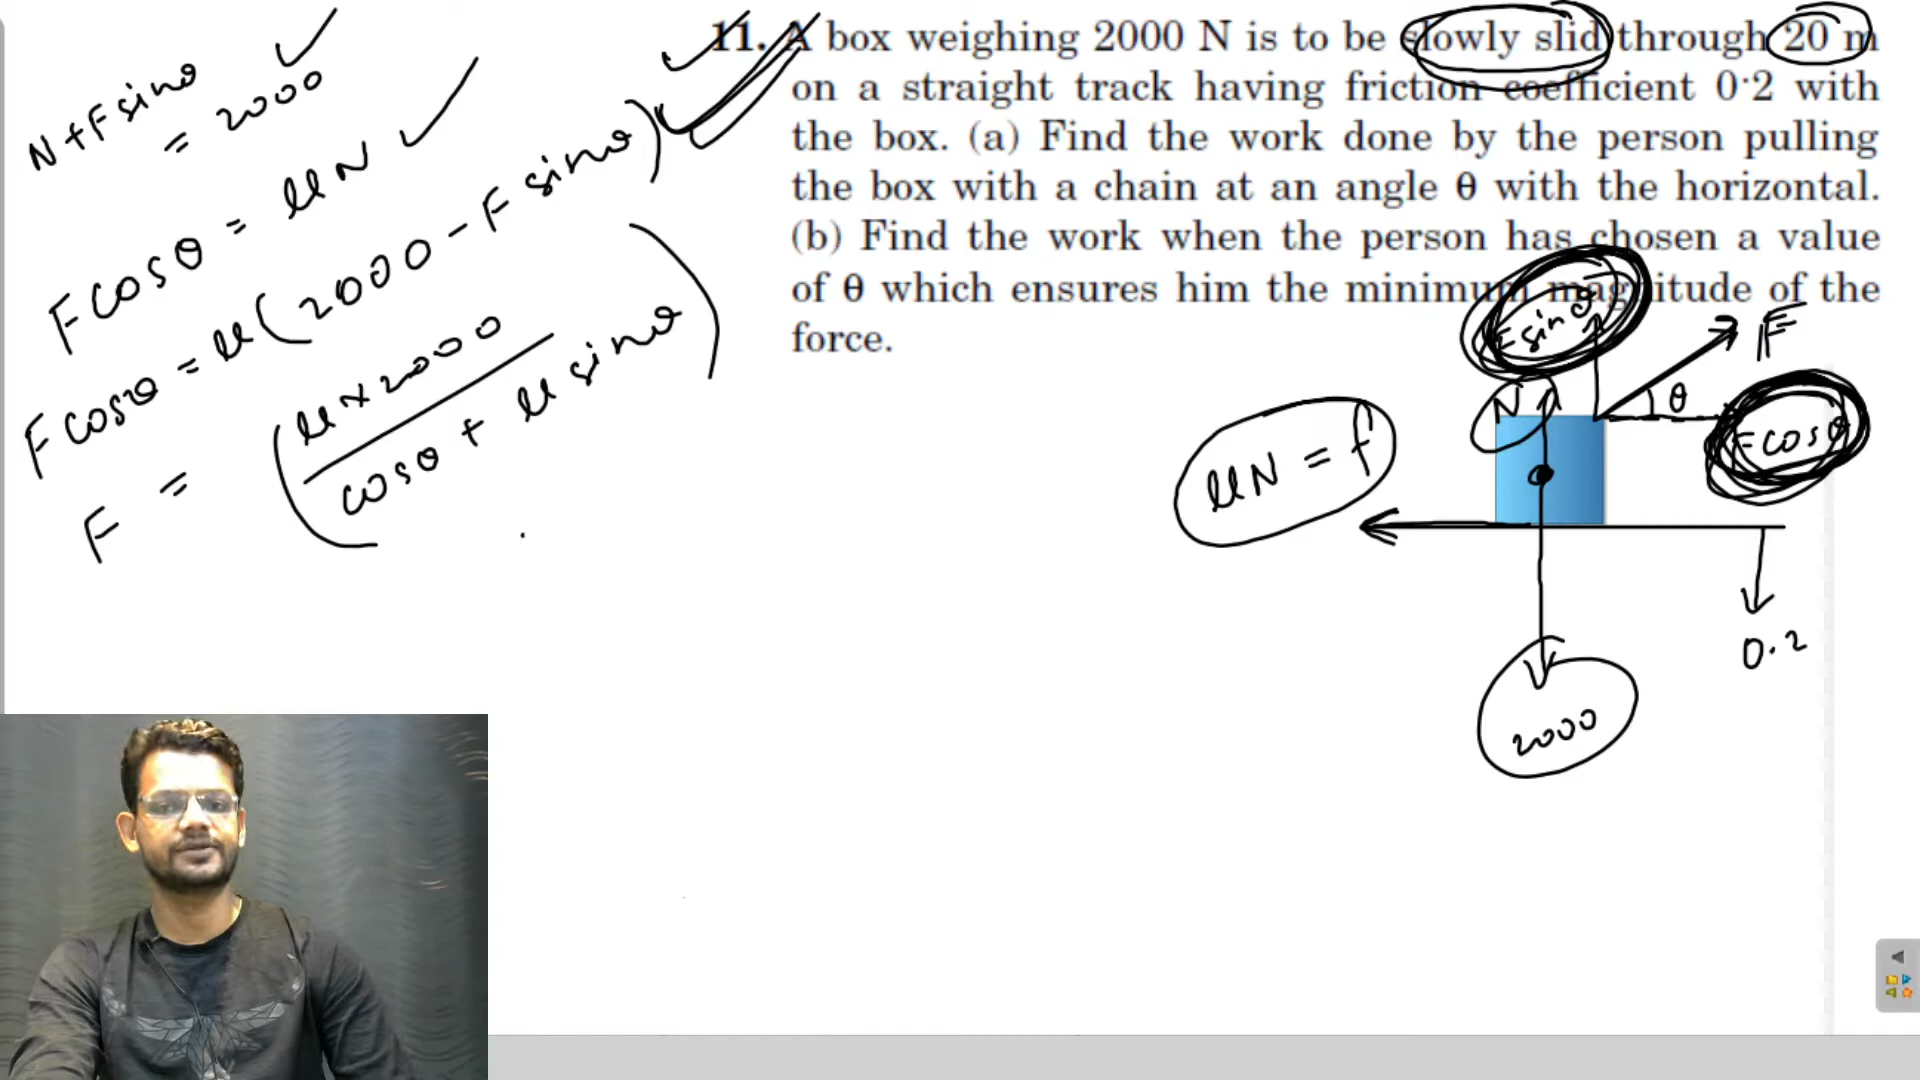 N + F sinθ
= 2000
F cosθ = μN
F cosθ = μ(2000 - F sinθ)
F = (μ × 2000 / cosθ + μ sinθ)
11. A box weighing 2000 N is to be slowly slid through 20 m
on a straight track having friction coefficient 0·2 with
the box. (a) Find the work done by the person pulling
the box with a chain at an angle θ with the horizontal.
(b) Find the work when the person has chosen a value
of θ which ensures him the minimum magnitude of the
force.
F sinθ
F
N
θ
F cosθ
μN = f
0.2
2000